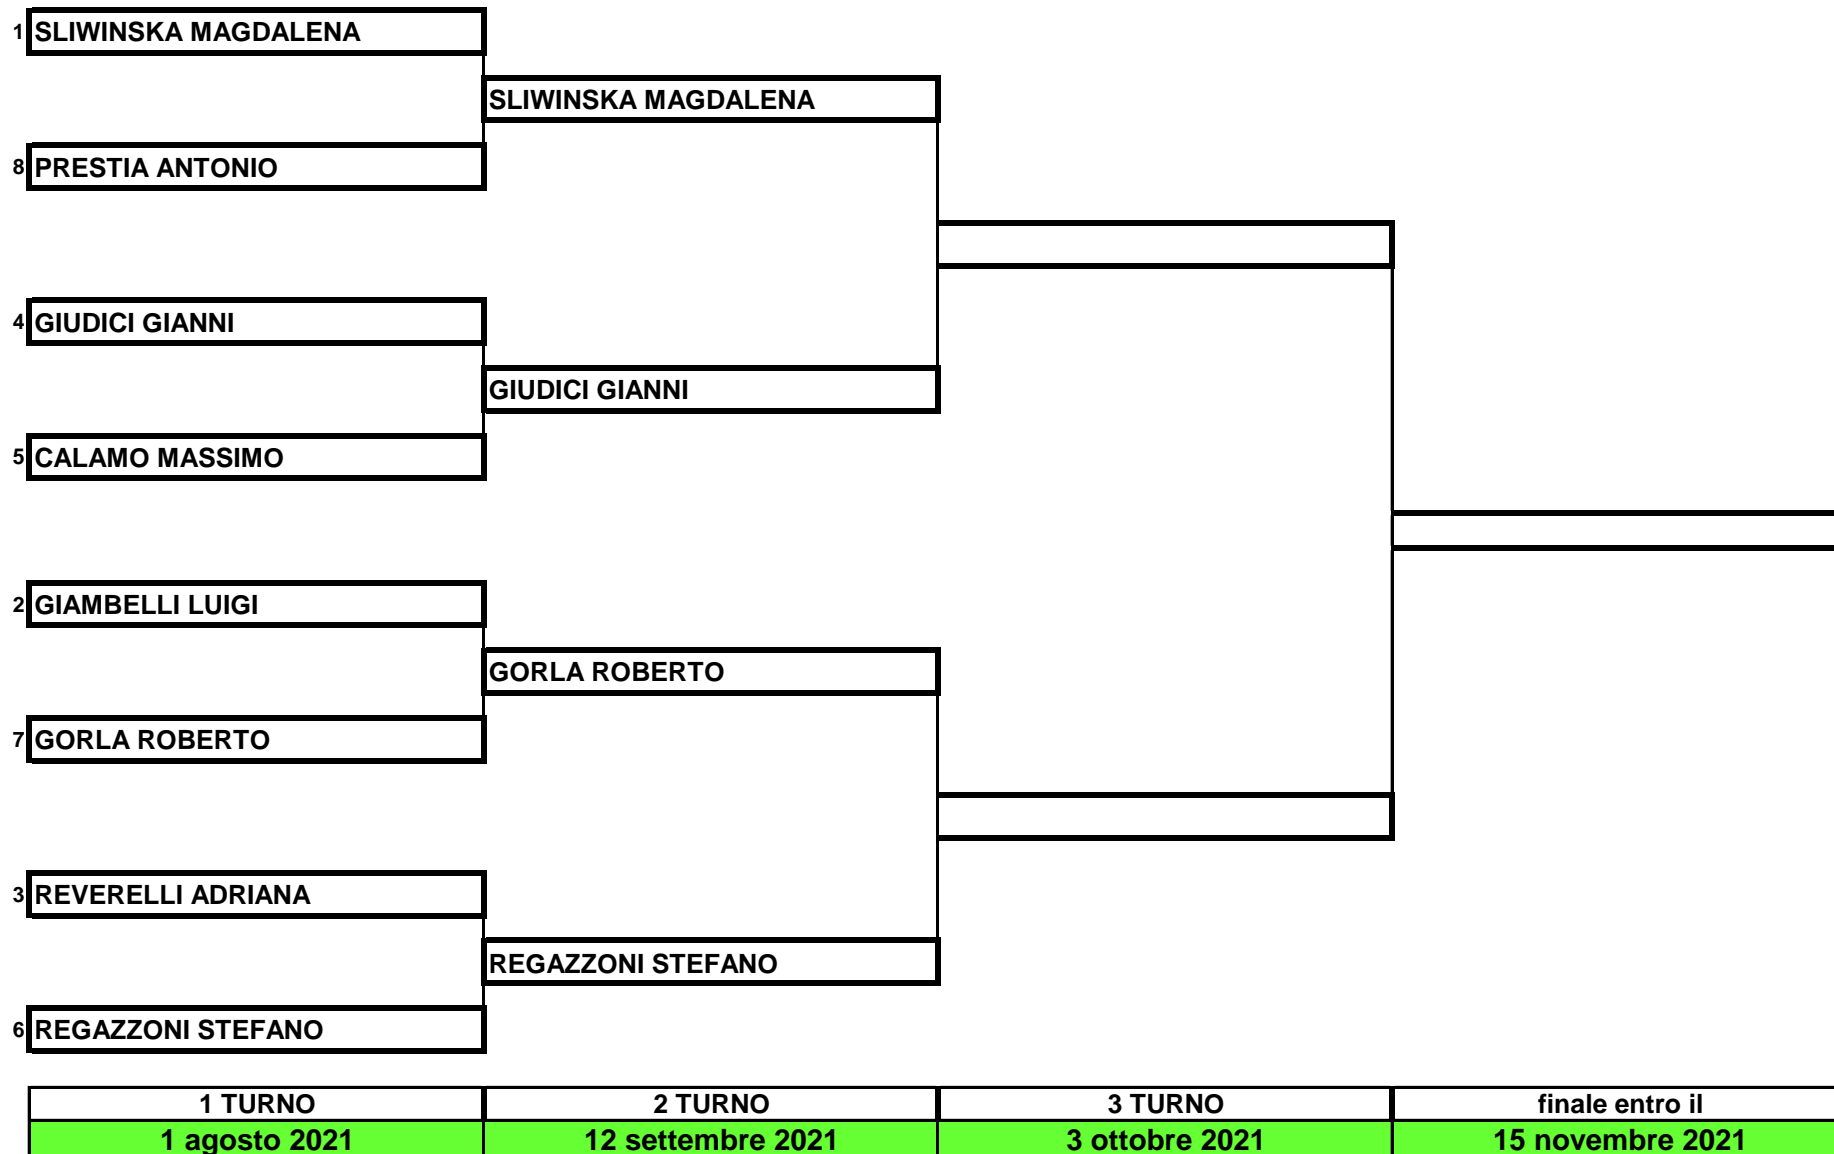 1 SLIWINSKA MAGDALENA
SLIWINSKA MAGDALENA
8 PRESTIA ANTONIO
4 GIUDICI GIANNI
GIUDICI GIANNI
5 CALAMO MASSIMO
2 GIAMBELLI LUIGI
GORLA ROBERTO
7 GORLA ROBERTO
3 REVERELLI ADRIANA
REGAZZONI STEFANO
6 REGAZZONI STEFANO
1 TURNO 2 TURNO 3 TURNO finale entro il
1 agosto 2021 12 settembre 2021 3 ottobre 2021 15 novembre 2021